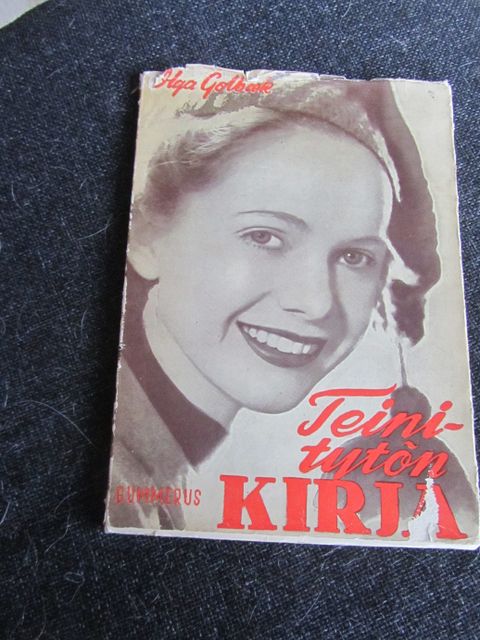 Olga Golbæk
Teini-
tytön
GUMMERUS
KIRJA